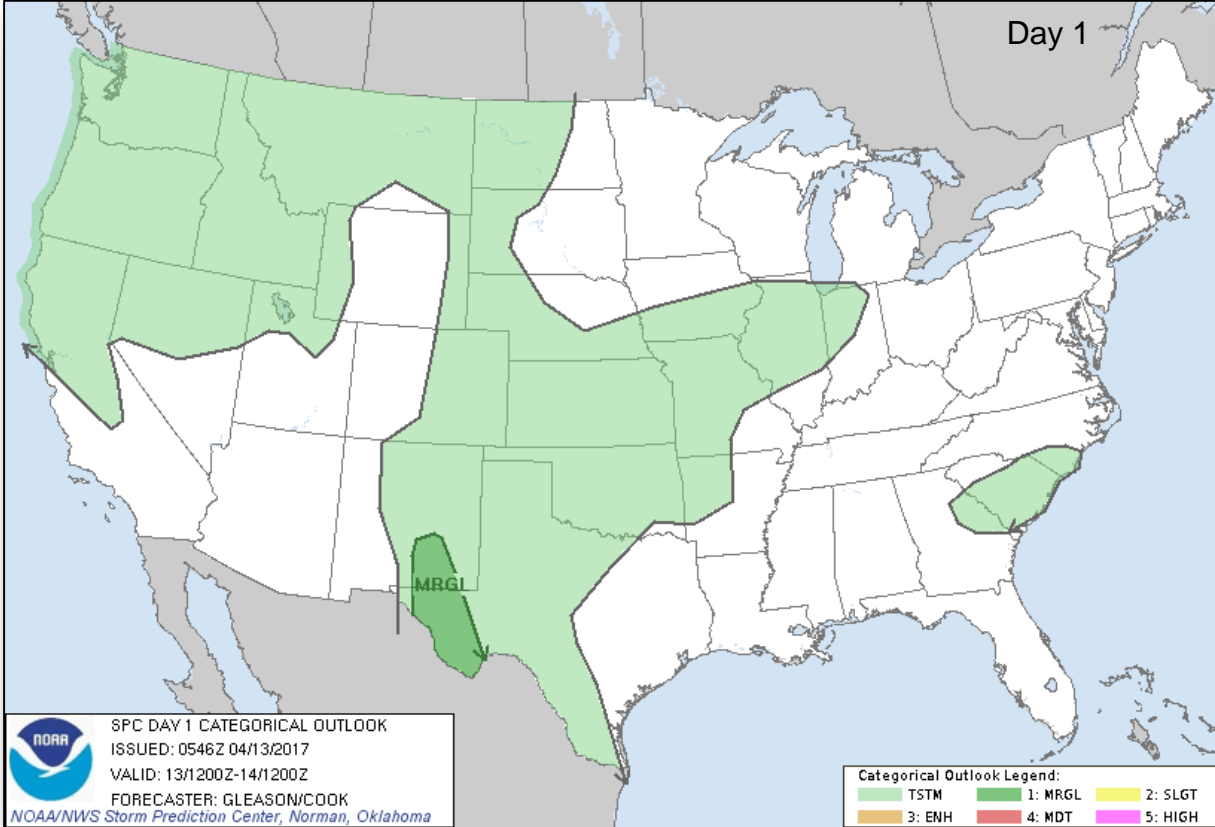 Day 1
MRGL
NOAA
SPC DAY 1 CATEGORICAL OUTLOOK
ISSUED: 0546Z 04/13/2017
VALID: 13/1200Z-14/1200Z
FORECASTER: GLEASON/COOK
NOAA/NWS Storm Prediction Center, Norman, Oklahoma
Categorical Outlook Legend:
TSTM 1: MRGL 2: SLGT
3: ENH 4: MDT 5: HIGH